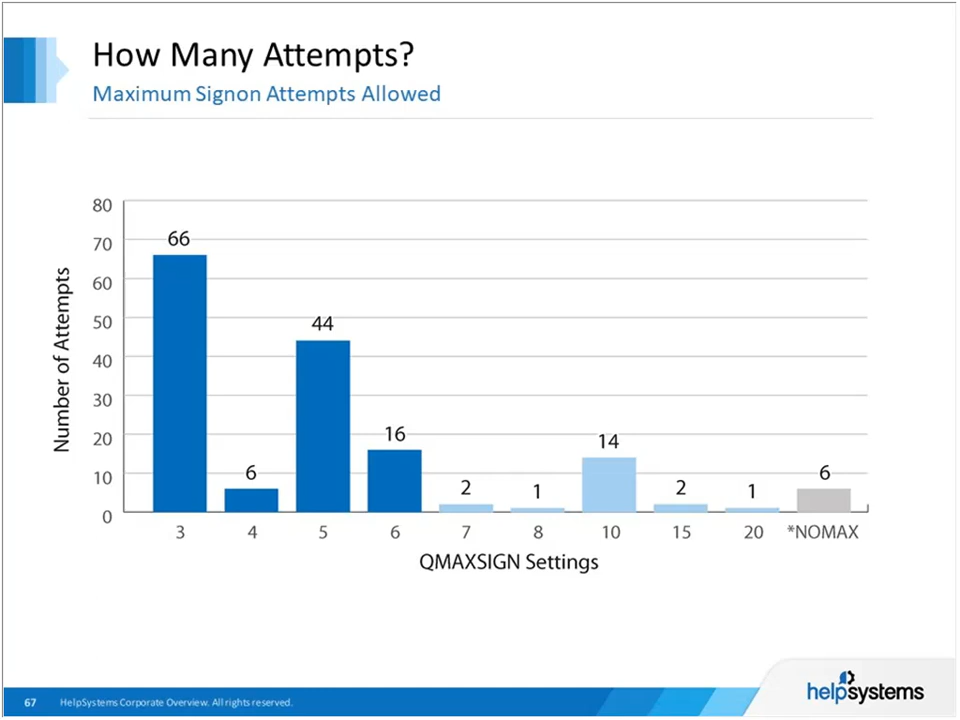 How Many Attempts?
Maximum Signon Attempts Allowed
Number of Attempts
80
70
60
50
40
30
20
10
0
66
6
44
16
2
1
14
2
1
6
3 4 5 6 7 8 10 15 20 *NOMAX
QMAXSIGN Settings
67 HelpSystems Corporate Overview. All rights reserved.
helpsystems